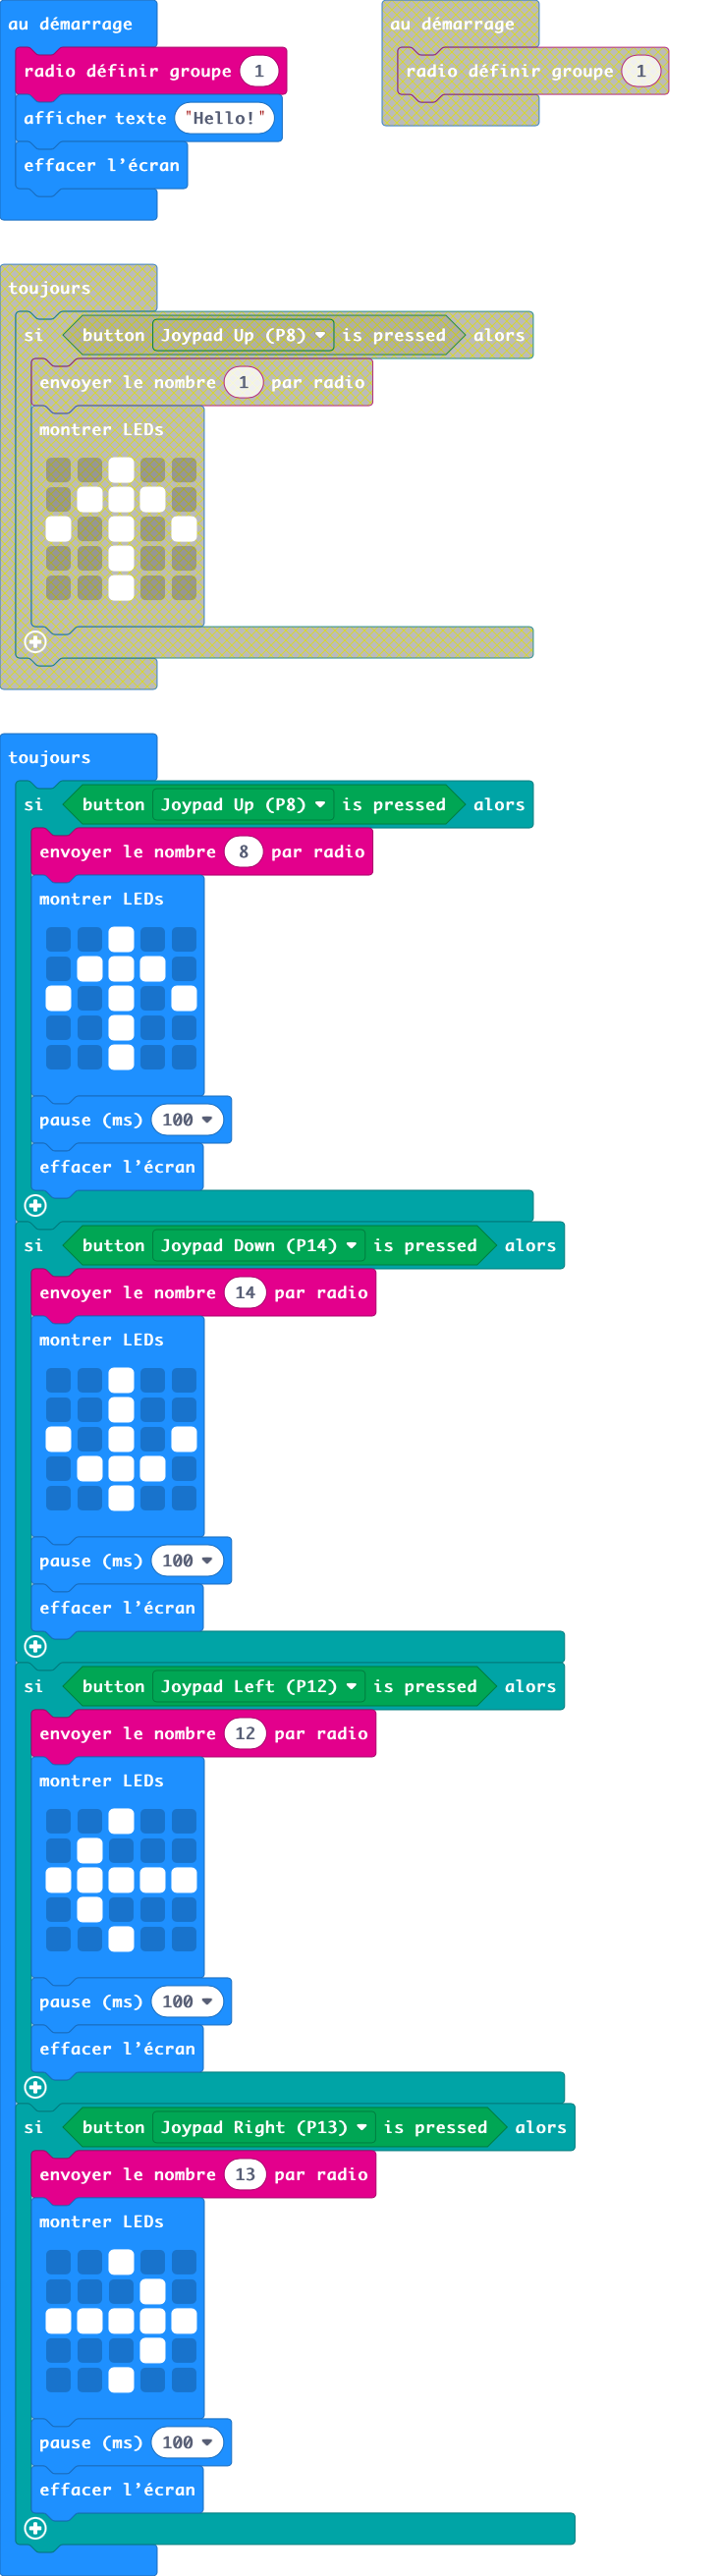 au démarrage
radio définir groupe 1
afficher texte "Hello!"
effacer l’écran
au démarrage
radio définir groupe 1
toujours
si button Joypad Up (P8) is pressed alors
envoyer le nombre 1 par radio
montrer LEDs
toujours
si button Joypad Up (P8) is pressed alors
envoyer le nombre 8 par radio
montrer LEDs
pause (ms) 100
effacer l’écran
si button Joypad Down (P14) is pressed alors
envoyer le nombre 14 par radio
montrer LEDs
pause (ms) 100
effacer l’écran
si button Joypad Left (P12) is pressed alors
envoyer le nombre 12 par radio
montrer LEDs
pause (ms) 100
effacer l’écran
si button Joypad Right (P13) is pressed alors
envoyer le nombre 13 par radio
montrer LEDs
pause (ms) 100
effacer l’écran